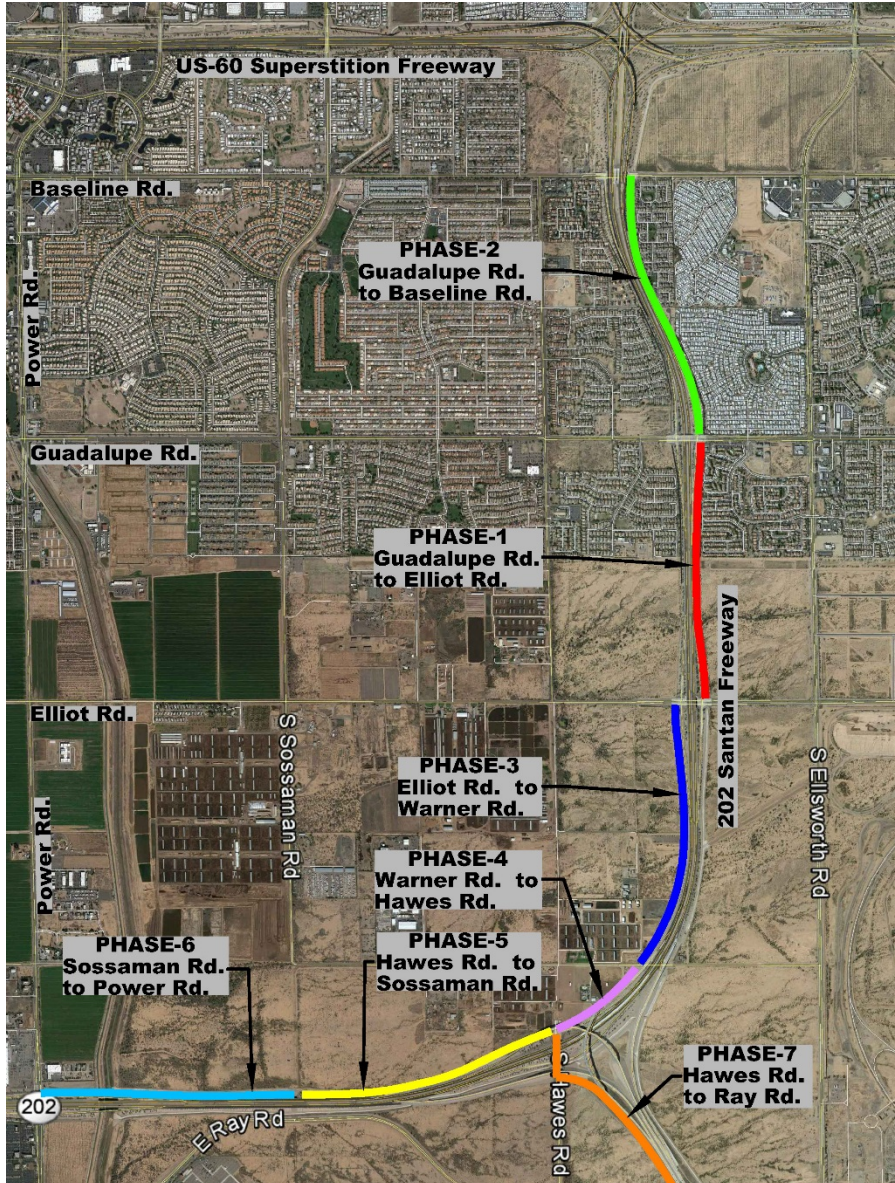 US-60 Superstition Freeway
Baseline Rd.
PHASE-2
Guadalupe Rd.
to Baseline Rd.
Power Rd.
Guadalupe Rd.
PHASE-1
Guadalupe Rd.
to Elliot Rd.
202 Santan Freeway
Elliot Rd.
S Sossaman Rd
PHASE-3
Elliot Rd. to
Warner Rd.
S Ellsworth Rd
Power Rd.
PHASE-4
Warner Rd. to
Hawes Rd.
PHASE-6
Sossaman Rd.
to Power Rd.
PHASE-5
Hawes Rd. to
Sossaman Rd.
PHASE-7
Hawes Rd.
to Ray Rd.
202
E Ray Rd
S Hawes Rd